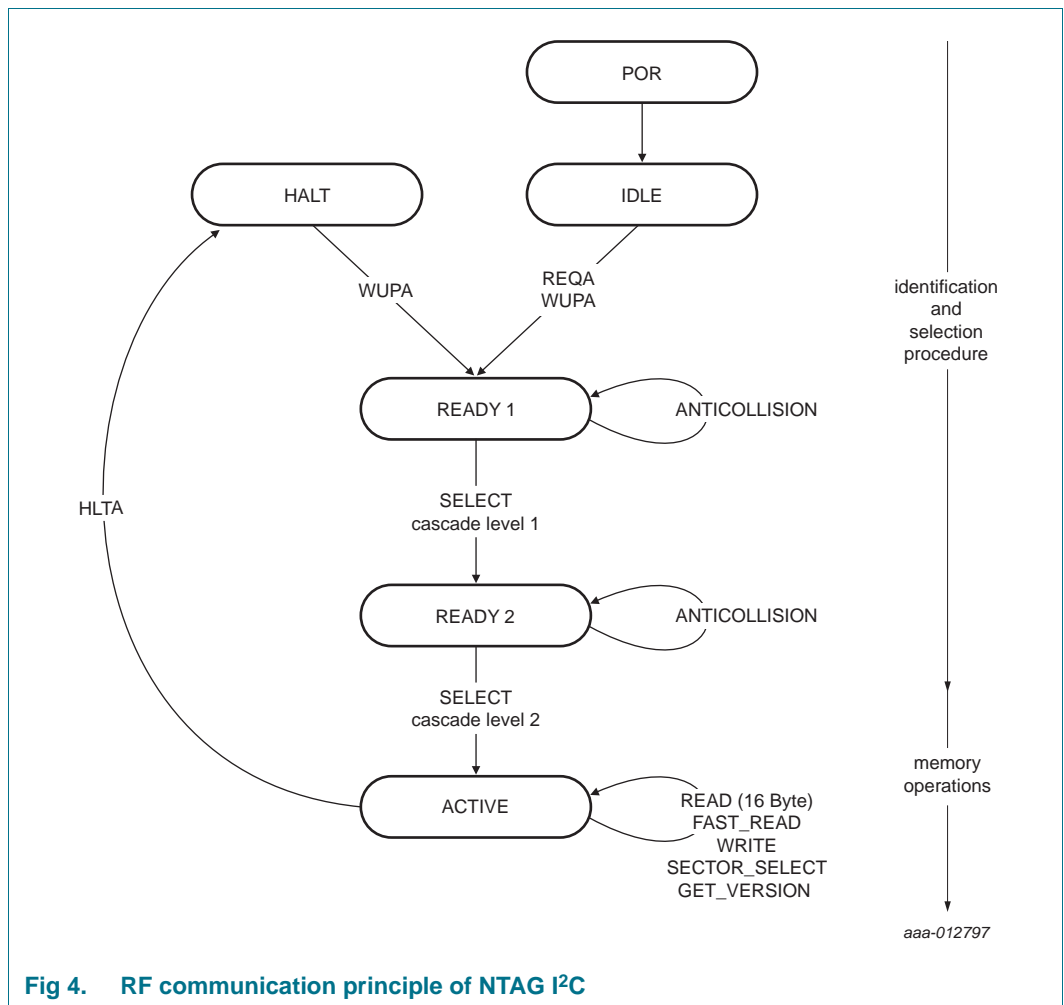 POR
HALT
IDLE
WUPA
REQA
WUPA
identification
and
selection
procedure
READY 1
ANTICOLLISION
SELECT
cascade level 1
HLTA
READY 2
ANTICOLLISION
SELECT
cascade level 2
memory
operations
ACTIVE
READ (16 Byte)
FAST_READ
WRITE
SECTOR_SELECT
GET_VERSION
aaa-012797
Fig 4. RF communication principle of NTAG I²C